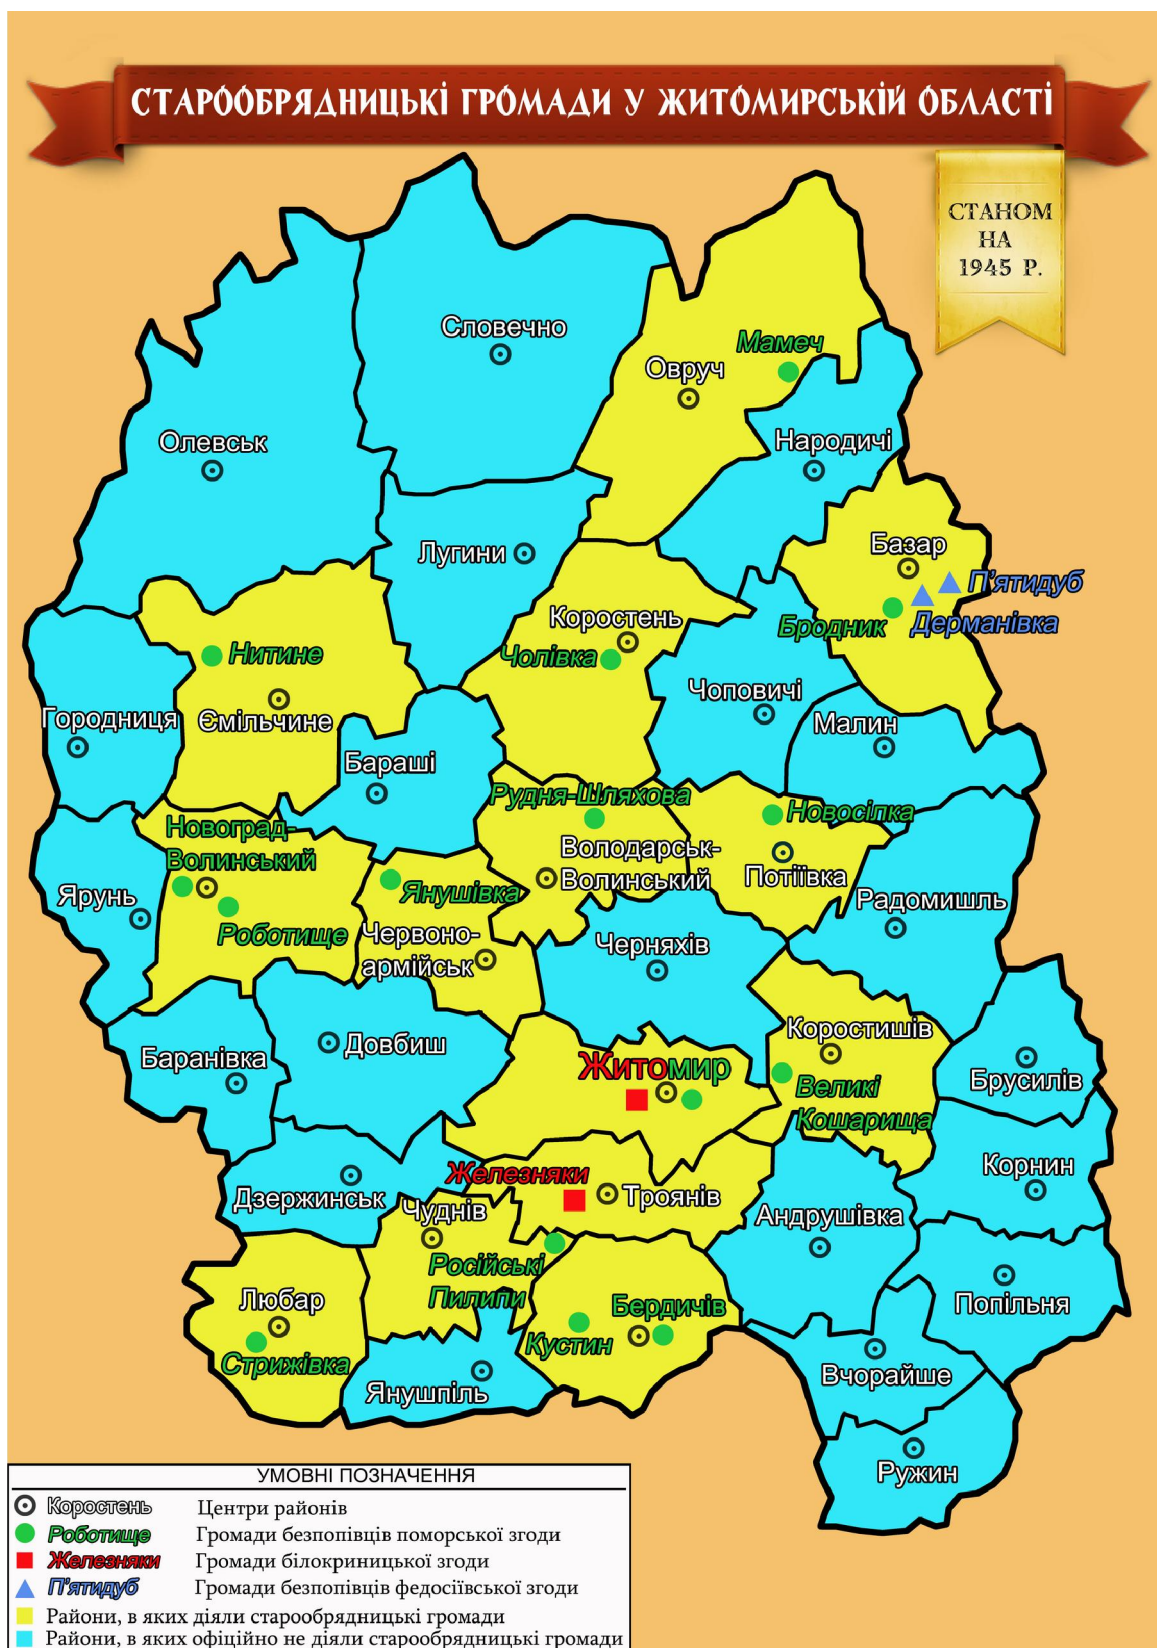 СТАРООБРЯДНИЦЬКІ ГРОМАДИ У ЖИТОМИРСЬКІЙ ОБЛАСТІ
СТАНОМ
НА
1945 Р.
Словечно
Мамеч
Овруч
Олевськ
Народичі
Базар
Лугини
П'ятидуб
Коростень
Бродник
Дерманівка
Чолівка
Нитине
Чоповичі
Городниця
Ємільчине
Малин
Бараші
Рудня-Шляхова
Новосілка
Новоград-
Волинський
Володарськ-
Волинський
Потіївка
Ярунь
Янушівка
Радомишль
Роботище
Червоно-
армійськ
Черняхів
Коростишів
Довбиш
Баранівка
Житомир
Брусилів
Великі
Кошарища
Корнин
Железняки
Дзержинськ
Троянів
Чуднів
Андрушівка
Російські
Пилипи
Любар
Бердичів
Попільня
Кустин
Стрижівка
Вчорайше
Янушпіль
Ружин
УМОВНІ ПОЗНАЧЕННЯ
Коростень Центри районів
Роботище Громади безпопівців поморської згоди
Железняки Громади білокриницької згоди
П'ятидуб Громади безпопівців федосіївської згоди
Райони, в яких діяли старообрядницькі громади
Райони, в яких офіційно не діяли старообрядницькі громади